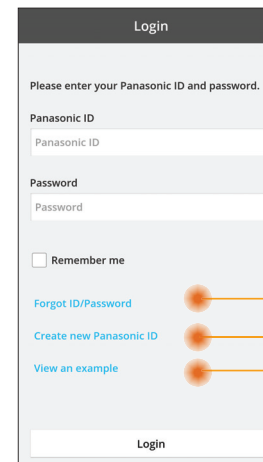 Login
Please enter your Panasonic ID and password.
Panasonic ID
Panasonic ID
Password
Password
Remember me
Forgot ID/Password
Create new Panasonic ID
View an example
Login